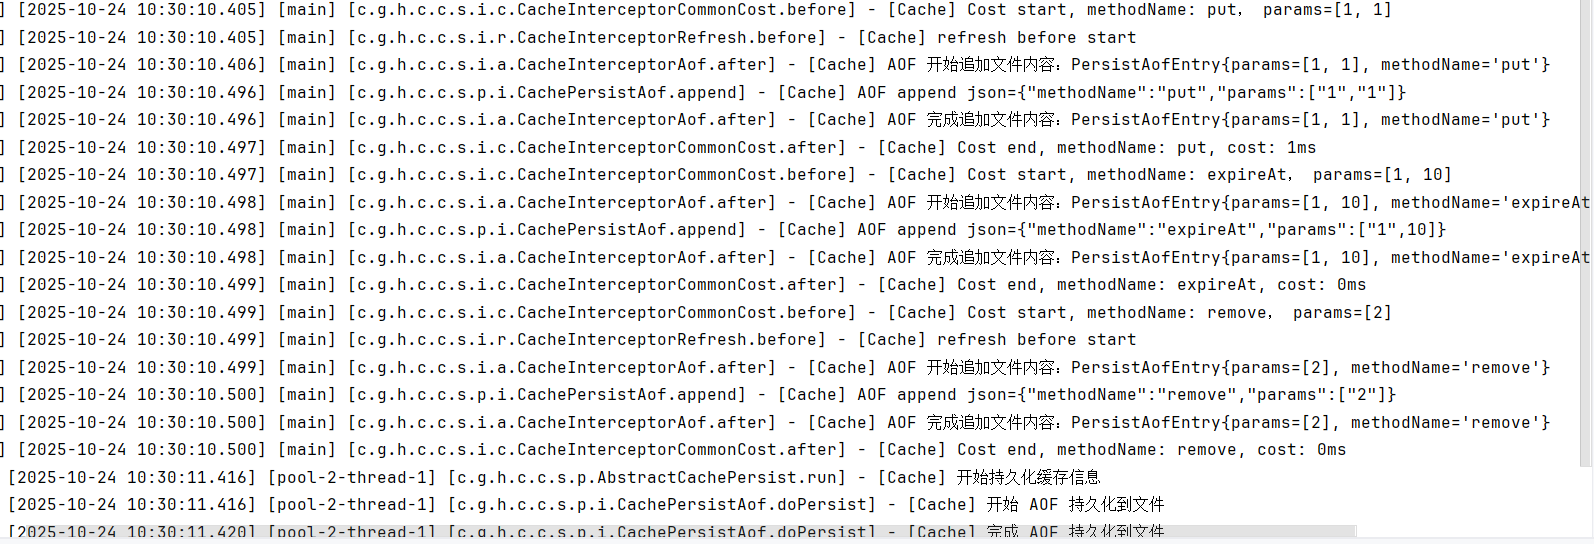 ] [2025-10-24 10:30:10.405] [main] [c.g.h.c.c.s.i.c.CacheInterceptorCommonCost.before] - [Cache] Cost start, methodName: put， params=[1, 1]
] [2025-10-24 10:30:10.405] [main] [c.g.h.c.c.s.i.r.CacheInterceptorRefresh.before] - [Cache] refresh before start
] [2025-10-24 10:30:10.406] [main] [c.g.h.c.c.s.i.a.CacheInterceptorAof.after] - [Cache] AOF 开始追加文件内容：PersistAofEntry{params=[1, 1], methodName='put'}
] [2025-10-24 10:30:10.496] [main] [c.g.h.c.c.s.p.i.CachePersistAof.append] - [Cache] AOF append json={"methodName":"put","params":["1","1"]}
] [2025-10-24 10:30:10.496] [main] [c.g.h.c.c.s.i.a.CacheInterceptorAof.after] - [Cache] AOF 完成追加文件内容：PersistAofEntry{params=[1, 1], methodName='put'}
] [2025-10-24 10:30:10.497] [main] [c.g.h.c.c.s.i.c.CacheInterceptorCommonCost.after] - [Cache] Cost end, methodName: put, cost: 1ms
] [2025-10-24 10:30:10.497] [main] [c.g.h.c.c.s.i.c.CacheInterceptorCommonCost.before] - [Cache] Cost start, methodName: expireAt， params=[1, 10]
] [2025-10-24 10:30:10.498] [main] [c.g.h.c.c.s.i.a.CacheInterceptorAof.after] - [Cache] AOF 开始追加文件内容：PersistAofEntry{params=[1, 10], methodName='expireAt
] [2025-10-24 10:30:10.498] [main] [c.g.h.c.c.s.p.i.CachePersistAof.append] - [Cache] AOF append json={"methodName":"expireAt","params":["1",10]}
] [2025-10-24 10:30:10.498] [main] [c.g.h.c.c.s.i.a.CacheInterceptorAof.after] - [Cache] AOF 完成追加文件内容：PersistAofEntry{params=[1, 10], methodName='expireAt
] [2025-10-24 10:30:10.499] [main] [c.g.h.c.c.s.i.c.CacheInterceptorCommonCost.after] - [Cache] Cost end, methodName: expireAt, cost: 0ms
] [2025-10-24 10:30:10.499] [main] [c.g.h.c.c.s.i.c.CacheInterceptorCommonCost.before] - [Cache] Cost start, methodName: remove， params=[2]
] [2025-10-24 10:30:10.499] [main] [c.g.h.c.c.s.i.r.CacheInterceptorRefresh.before] - [Cache] refresh before start
] [2025-10-24 10:30:10.499] [main] [c.g.h.c.c.s.i.a.CacheInterceptorAof.after] - [Cache] AOF 开始追加文件内容：PersistAofEntry{params=[2], methodName='remove'}
] [2025-10-24 10:30:10.500] [main] [c.g.h.c.c.s.p.i.CachePersistAof.append] - [Cache] AOF append json={"methodName":"remove","params":["2"]}
] [2025-10-24 10:30:10.500] [main] [c.g.h.c.c.s.i.a.CacheInterceptorAof.after] - [Cache] AOF 完成追加文件内容：PersistAofEntry{params=[2], methodName='remove'}
] [2025-10-24 10:30:10.500] [main] [c.g.h.c.c.s.i.c.CacheInterceptorCommonCost.after] - [Cache] Cost end, methodName: remove, cost: 0ms
[2025-10-24 10:30:11.416] [pool-2-thread-1] [c.g.h.c.c.s.p.AbstractCachePersist.run] - [Cache] 开始持久化缓存信息
[2025-10-24 10:30:11.416] [pool-2-thread-1] [c.g.h.c.c.s.p.i.CachePersistAof.doPersist] - [Cache] 开始 AOF 持久化到文件
[2025-10-24 10:30:11.420] [pool-2-thread-1] [c.g.h.c.c.s.p.i.CachePersistAof.doPersist] - [Cache] 完成 AOF 持久化到文件